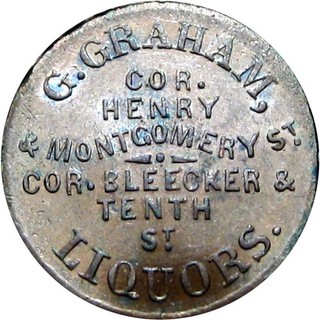 G. GRAHAM,
COR.
HENRY
& MONTGOMERY ST.
COR. BLEECKER &
TENTH
ST
LIQUORS.